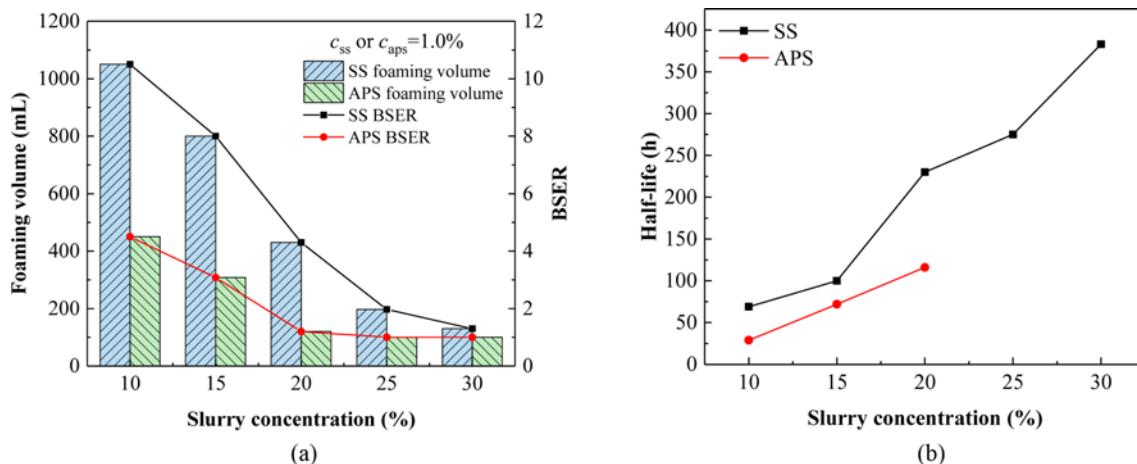 1200
1000
800
600
400
200
0
Foaming volume (mL)
12
10
8
6
4
2
0
BSER
c_ss or c_aps=1.0%
SS foaming volume
APS foaming volume
SS BSER
APS BSER
10 15 20 25 30
Slurry concentration (%)
(a)
400
350
300
250
200
150
100
50
0
Half-life (h)
SS
APS
10 15 20 25 30
Slurry concentration (%)
(b)